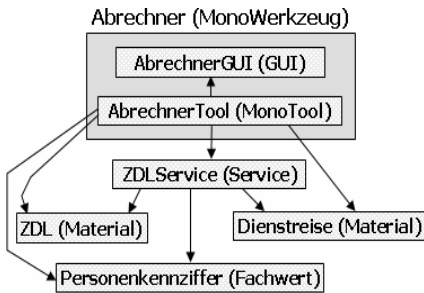 Abrechner (MonoWerkzeug)
AbrechnerGUI (GUI)
AbrechnerTool (MonoTool)
ZDLService (Service)
ZDL (Material)
Dienstreise (Material)
Personenkennziffer (Fachwert)